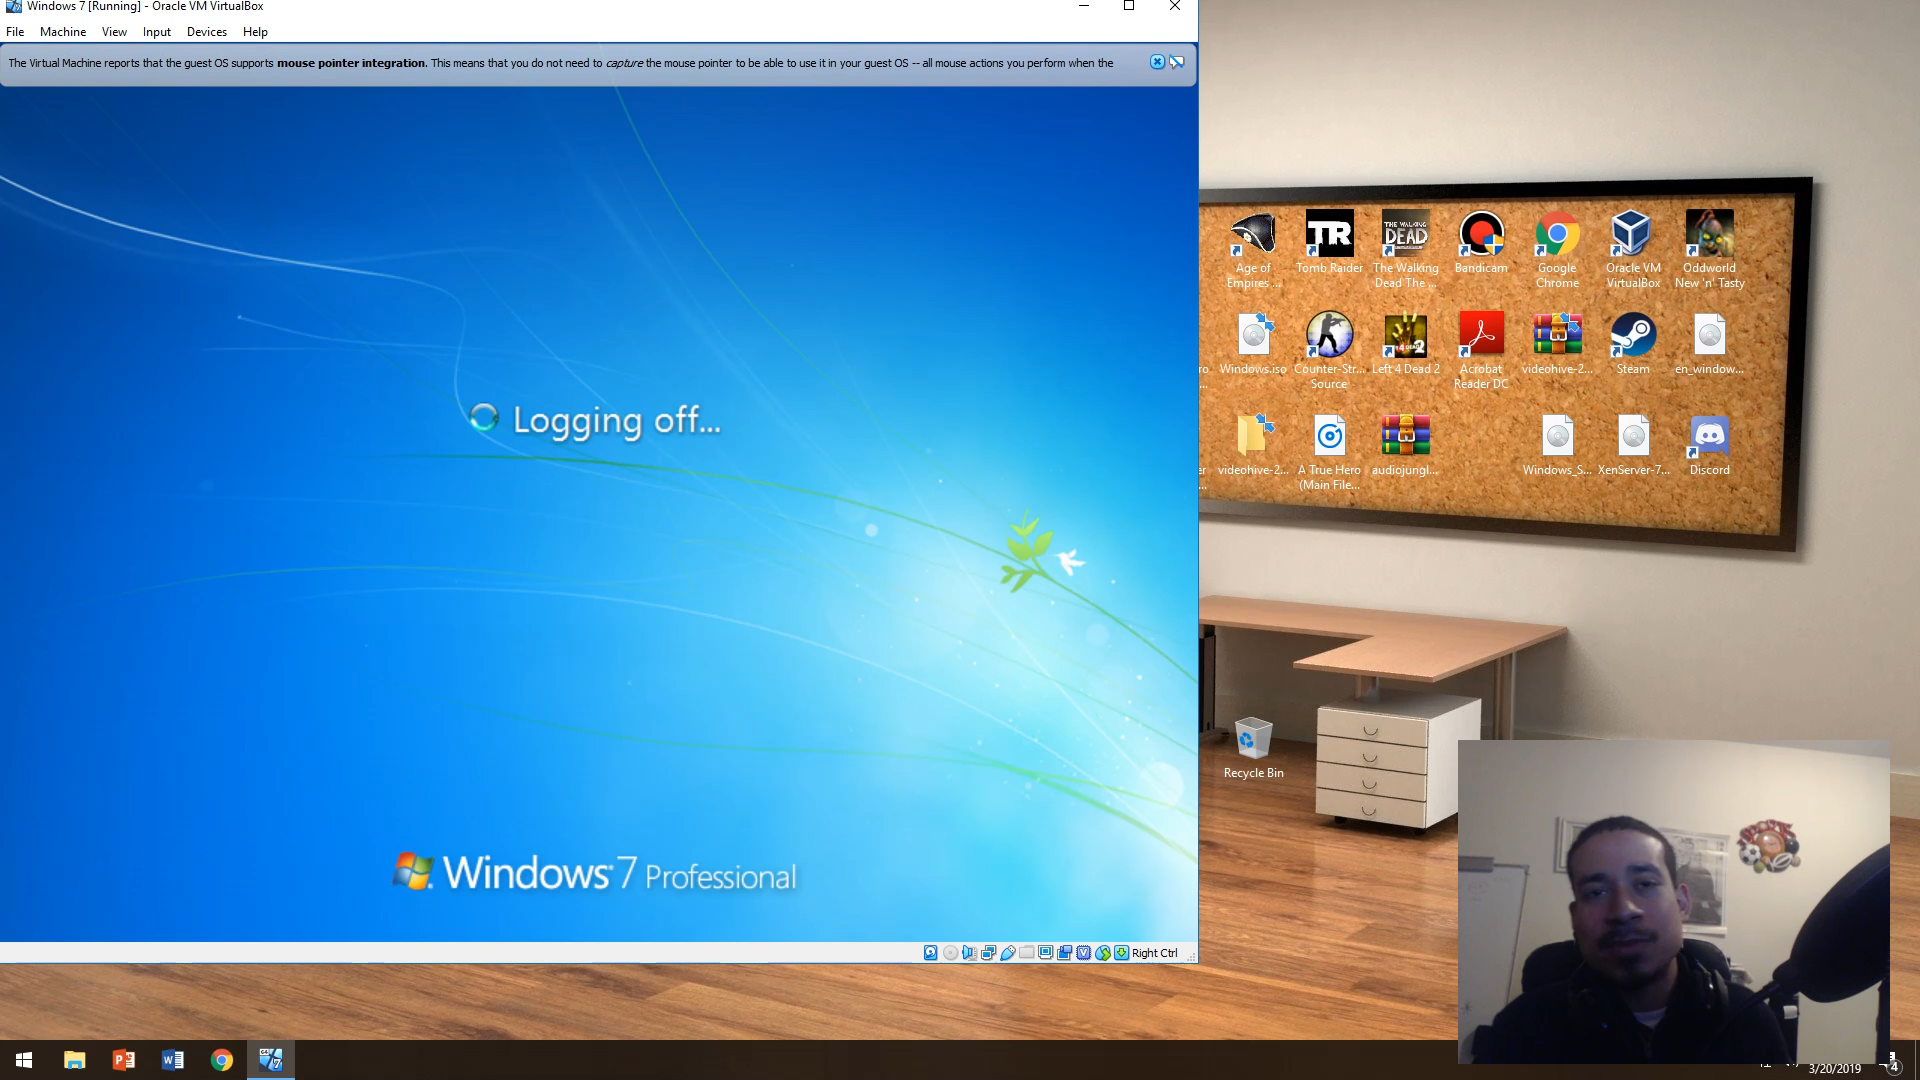 Windows 7 [Running] - Oracle VM VirtualBox
File Machine View Input Devices Help
The Virtual Machine reports that the guest OS supports mouse pointer integration. This means that you do not need to capture the mouse pointer to be able to use it in your guest OS -- all mouse actions you perform when the
Logging off...
Windows 7 Professional
Right Ctrl
TR
THE WALKING
DEAD
Age of
Empires ...
Tomb Raider
The Walking
Dead The ...
Bandicam
Google
Chrome
Oracle VM
VirtualBox
Oddworld
New 'n' Tasty
Windows.iso
Counter-Str...
Source
Left 4 Dead 2
Acrobat
Reader DC
videohive-2...
Steam
en_window...
videohive-2...
A True Hero
(Main File...
audiojungl...
Windows_S...
XenServer-7...
Discord
Recycle Bin
3/20/2019
4